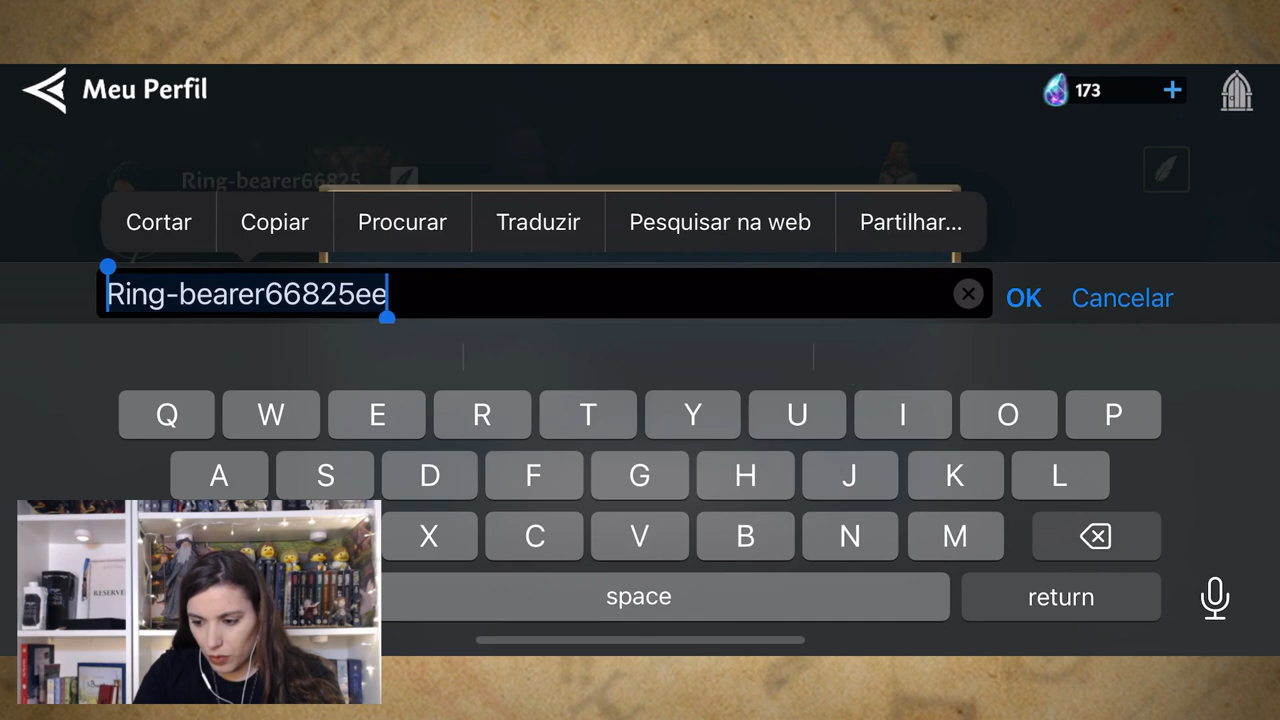 Meu Perfil
173
Ring-bearer66825
Cortar Copiar Procurar Traduzir Pesquisar na web Partilhar...
Ring-bearer66825ee
OK Cancelar
Q W E R T Y U I O P
A S D F G H J K L
X C V B N M
space return
RESERVE